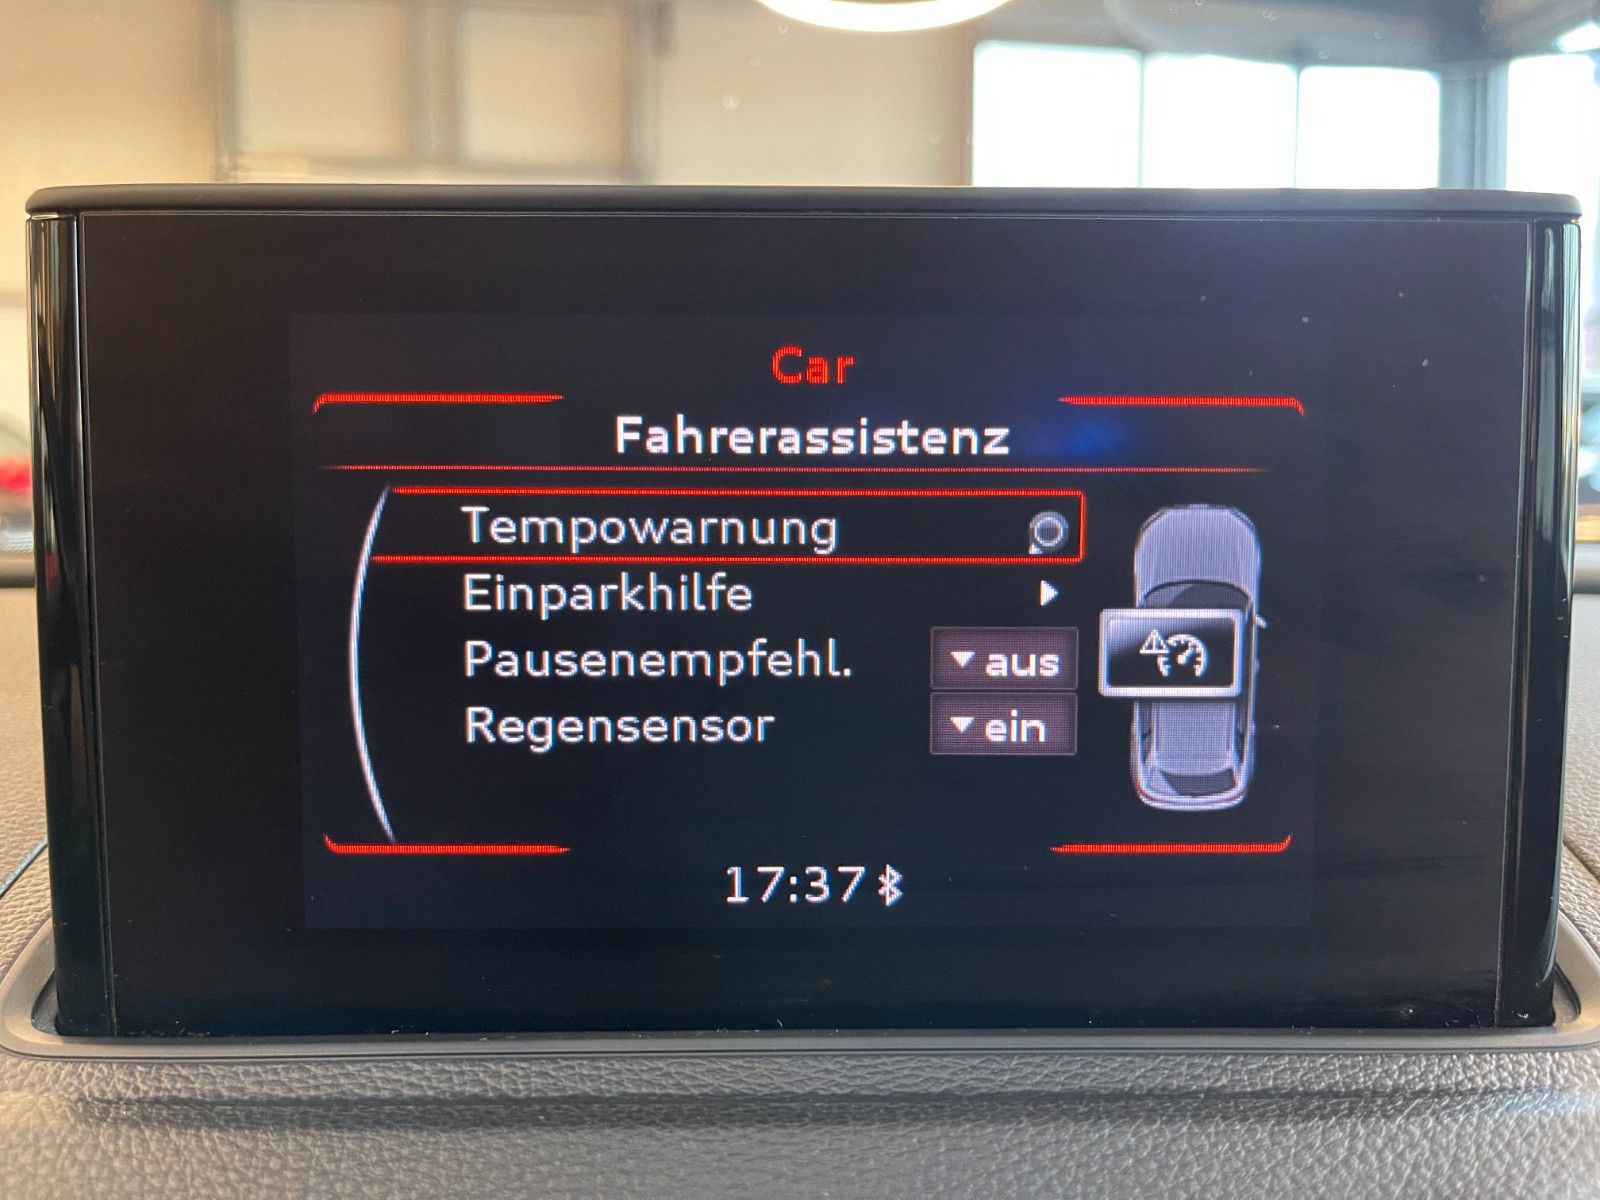 Car
Fahrerassistenz
Tempowarnung
Einparkhilfe
Pausenempfehl. aus
Regensensor ein
17:37